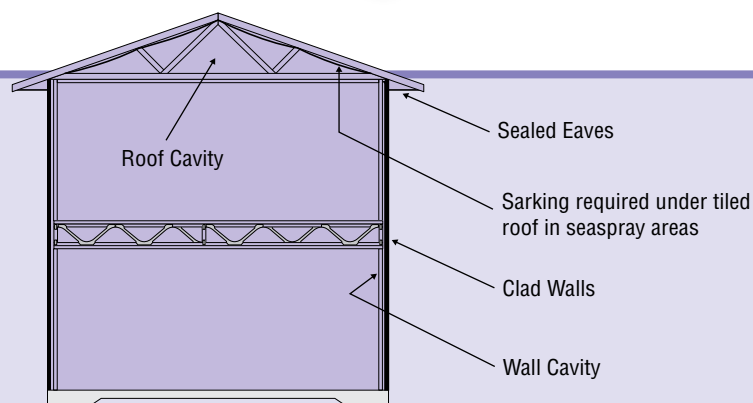 Sealed Eaves
Roof Cavity
Sarking required under tiled
roof in seaspray areas
Clad Walls
Wall Cavity